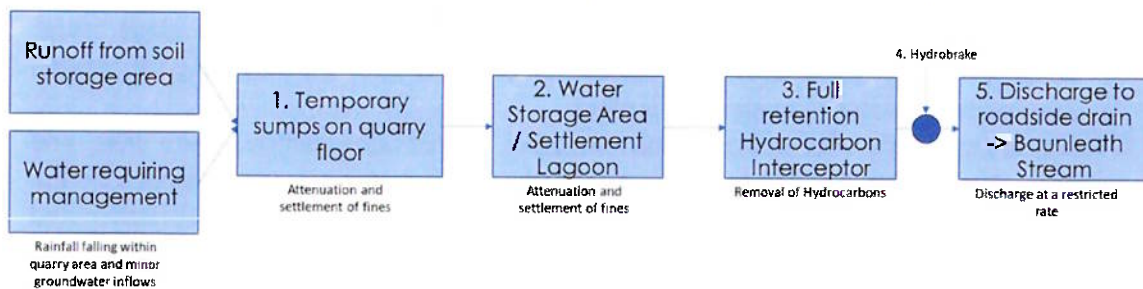 Runoff from soil
storage area
Water requiring
management
Rainfall falling within
quarry area and minor
groundwater inflows
1. Temporary
sumps on quarry
floor
Attenuation and
settlement of fines
2. Water
Storage Area
/ Settlement
Lagoon
Attenuation and
settlement of fines
3. Full
retention
Hydrocarbon
Interceptor
Removal of Hydrocarbons
4. Hydrobrake
5. Discharge to
roadside drain
-> Baunleath
Stream
Discharge at a restricted
rate